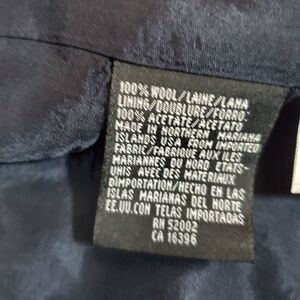 100% WOOL/LAINE/LANA
LINING/DOUBLURE/FORRO:
100% ACETATE/ACETATO
MADE IN NORTHERN MARIANA
ISLANDS USA FROM IMPORTED
FABRIC/FABRIQUE AUX ILES
MARIANNES DU NORD ETATS
UNIS AVEC DES MATERIAUX
DIMPORTATION/HECHO EN LAS
ISLAS MARIANAS DEL NORTE
EE.UU.CON TELAS IMPORTADAS
RN 52002
CA 16398